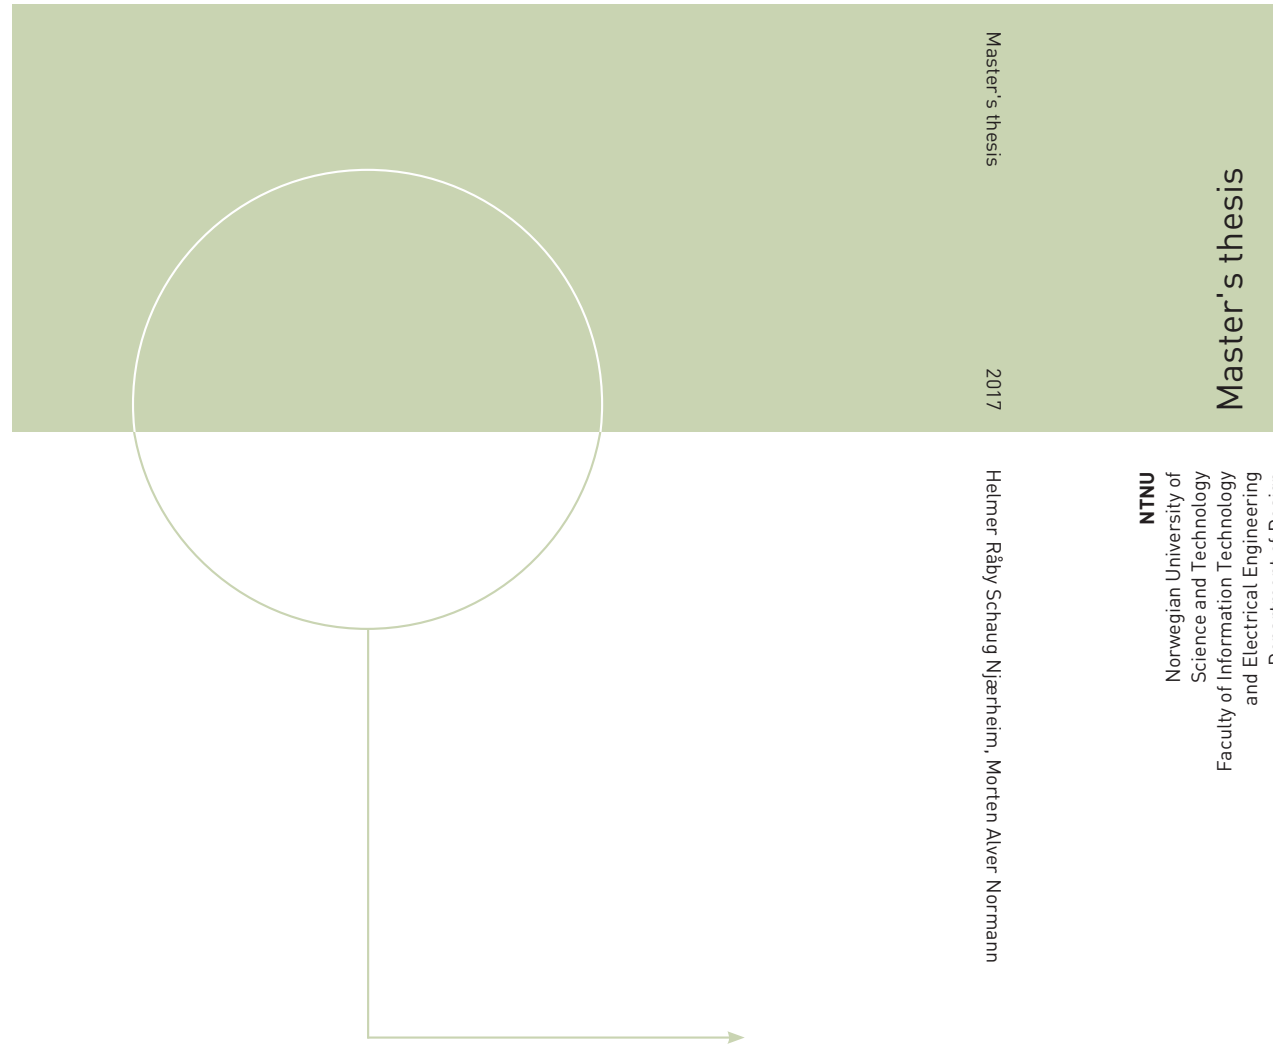 Master's thesis
2017
Helmer Råby Schaug Njærheim, Morten Alver Normann
Master's thesis
NTNU
Norwegian University of
Science and Technology
Faculty of Information Technology
and Electrical Engineering